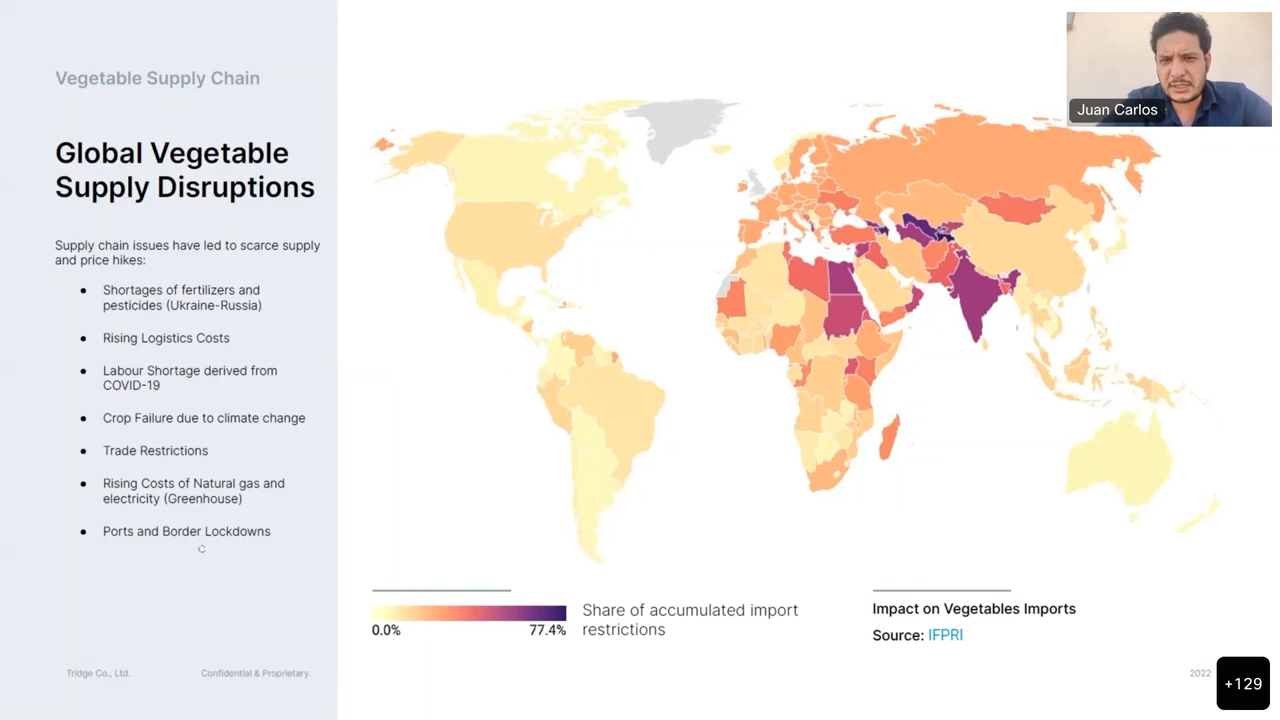 Vegetable Supply Chain
Global Vegetable
Supply Disruptions
Supply chain issues have led to scarce supply
and price hikes:
● Shortages of fertilizers and
pesticides (Ukraine-Russia)
● Rising Logistics Costs
● Labour Shortage derived from
COVID-19
● Crop Failure due to climate change
● Trade Restrictions
● Rising Costs of Natural gas and
electricity (Greenhouse)
● Ports and Border Lockdowns
Tridge Co., Ltd.
Confidential & Proprietary
Juan Carlos
0.0%
77.4%
Share of accumulated import
restrictions
Impact on Vegetables Imports
Source: IFPRI
2022
+129